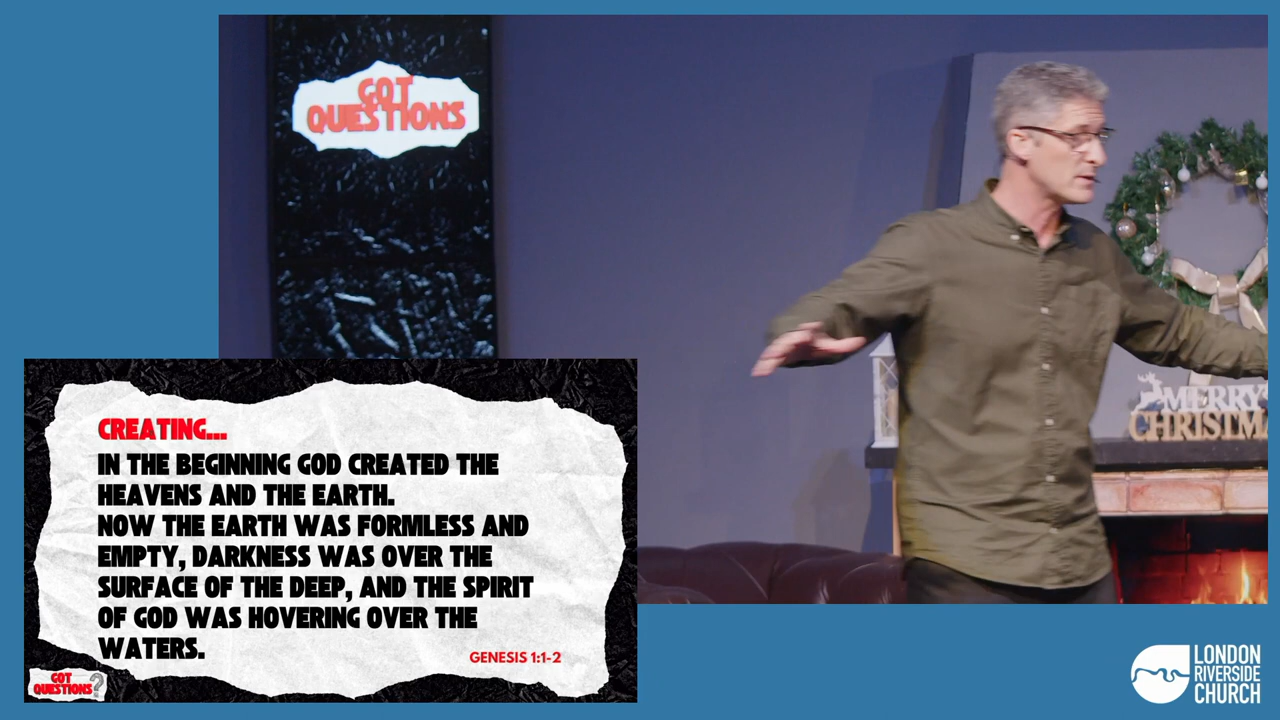 GOT
QUESTIONS
MERRY
CREATING...
IN THE BEGINNING GOD CREATED THE
HEAVENS AND THE EARTH.
NOW THE EARTH WAS FORMLESS AND
EMPTY, DARKNESS WAS OVER THE
SURFACE OF THE DEEP, AND THE SPIRIT
OF GOD WAS HOVERING OVER THE
WATERS.
GENESIS 1:1-2
GOT
QUESTIONS?
LONDON
RIVERSIDE
CHURCH